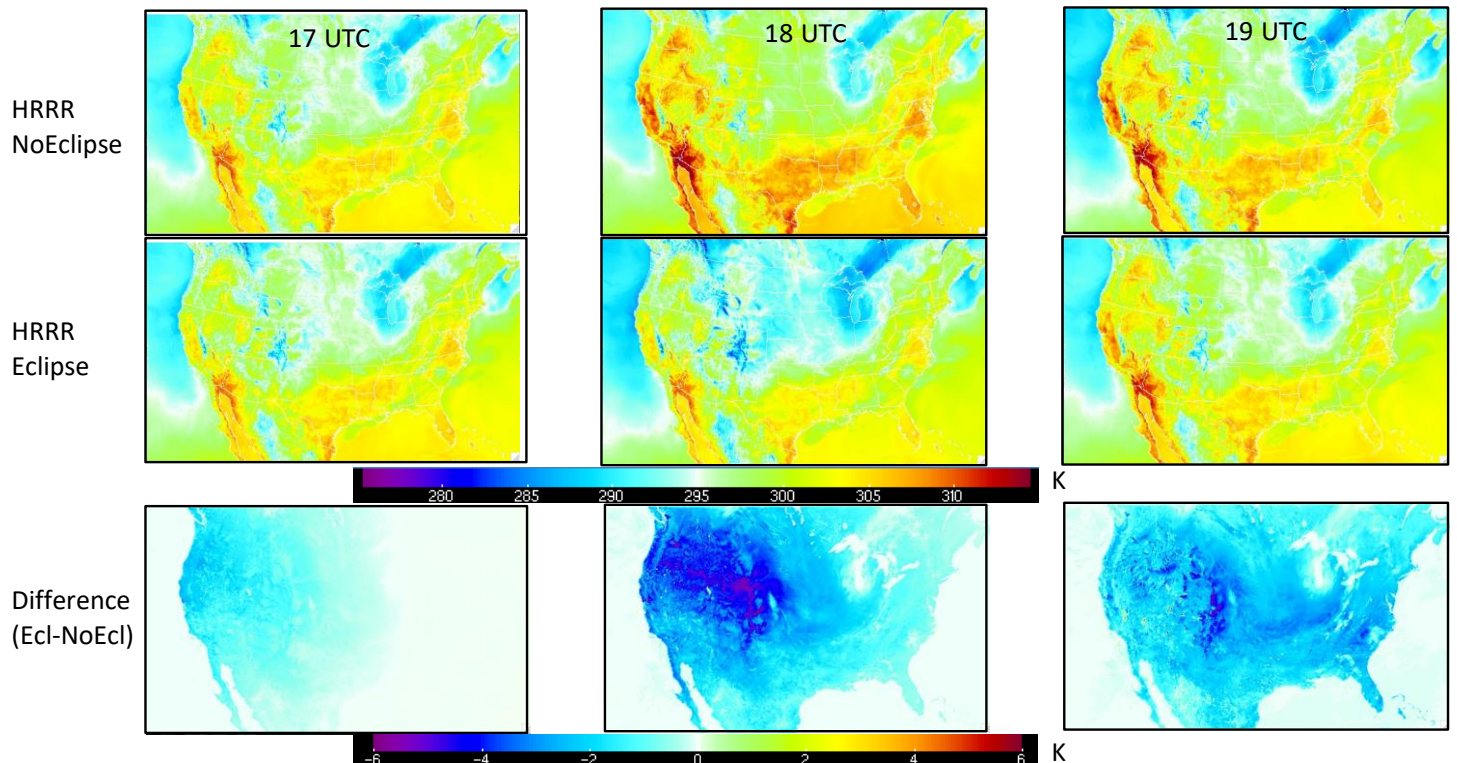 17 UTC
18 UTC
19 UTC
HRRR
NoEclipse
HRRR
Eclipse
280 285 290 295 300 305 310
K
Difference
(Ecl-NoEcl)
-6 -4 -2 0 2 4 6
K